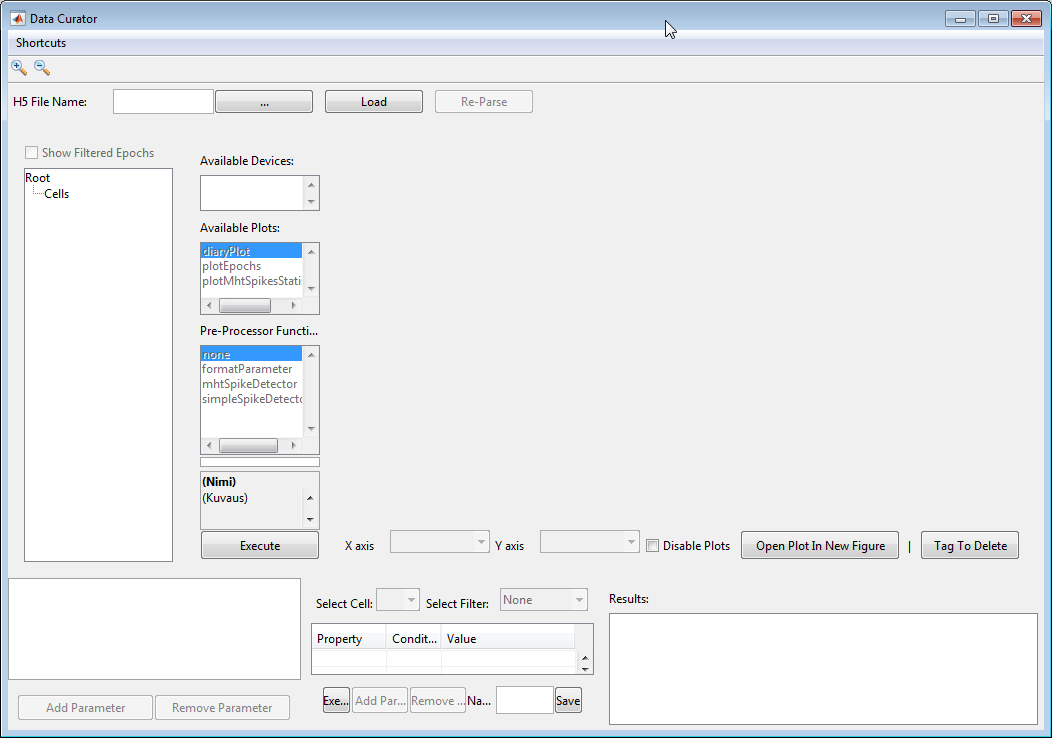 Data Curator
Shortcuts
H5 File Name:
...
Load
Re-Parse
Show Filtered Epochs
Root
Cells
Available Devices:
Available Plots:
diaryPlot
plotEpochs
plotMhtSpikesStati
Pre-Processor Functi...
none
formatParameter
mhtSpikeDetector
simpleSpikeDetecto
(Nimi)
(Kuvaus)
Execute
X axis
Y axis
Disable Plots
Open Plot In New Figure
|
Tag To Delete
Select Cell:
Select Filter:
None
Property Condit... Value
Exe...
Add Par...
Remove ...
Na...
Save
Results:
Add Parameter
Remove Parameter